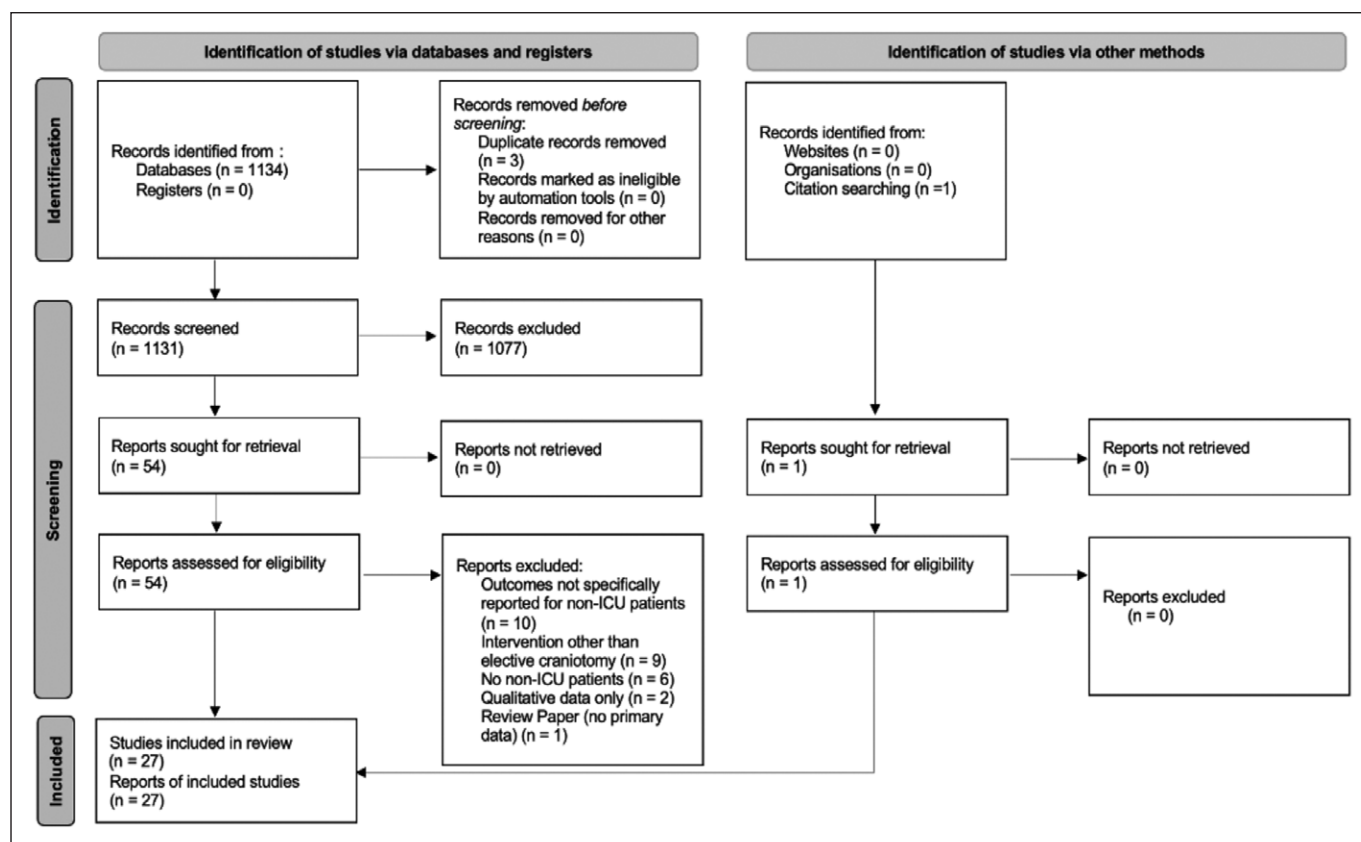 Identification of studies via databases and registers
Identification of studies via other methods
Identification
Records identified from :
Databases (n = 1134)
Registers (n = 0)
Records removed before
screening:
Duplicate records removed
(n = 3)
Records marked as ineligible
by automation tools (n = 0)
Records removed for other
reasons (n = 0)
Records identified from:
Websites (n = 0)
Organisations (n = 0)
Citation searching (n =1)
Screening
Records screened
(n = 1131)
Records excluded
(n = 1077)
Reports sought for retrieval
(n = 54)
Reports not retrieved
(n = 0)
Reports sought for retrieval
(n = 1)
Reports not retrieved
(n = 0)
Reports assessed for eligibility
(n = 54)
Reports excluded:
Outcomes not specifically
reported for non-ICU patients
(n = 10)
Intervention other than
elective craniotomy (n = 9)
No non-ICU patients (n = 6)
Qualitative data only (n = 2)
Review Paper (no primary
data) (n = 1)
Reports assessed for eligibility
(n = 1)
Reports excluded
(n = 0)
Included
Studies included in review
(n = 27)
Reports of included studies
(n = 27)